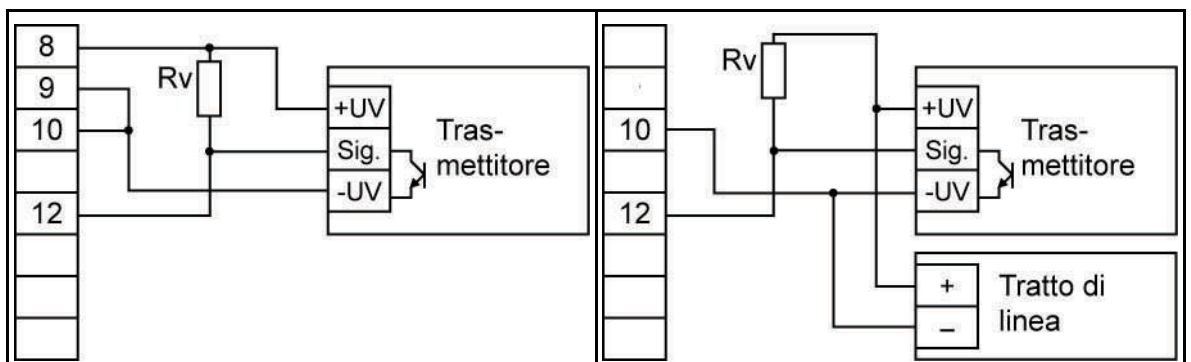 8
9
10
12
Rv
+UV
Sig.
-UV
Tras-
mettitore
10
12
Rv
+UV
Sig.
-UV
Tras-
mettitore
+
–
Tratto di
linea